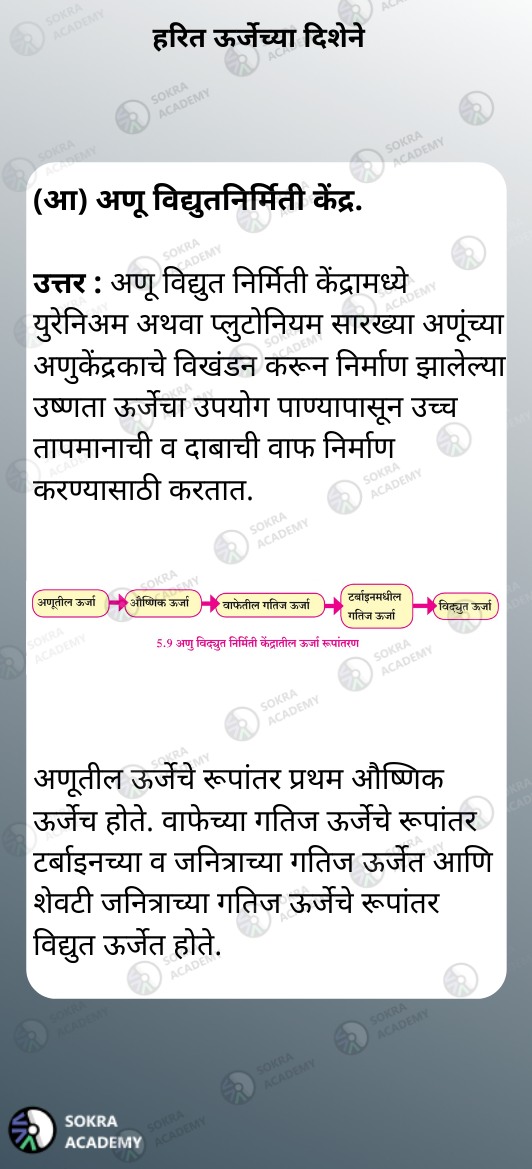 हरित ऊर्जेच्या दिशेने
(आ) अणू विद्युतनिर्मिती केंद्र.
उत्तर : अणू विद्युत निर्मिती केंद्रामध्ये
युरेनिअम अथवा प्लुटोनियम सारख्या अणूंच्या
अणुकेंद्रकाचे विखंडन करून निर्माण झालेल्या
उष्णता ऊर्जेचा उपयोग पाण्यापासून उच्च
तापमानाची व दाबाची वाफ निर्माण
करण्यासाठी करतात.
अणूतील ऊर्जा औष्णिक ऊर्जा वाफेतील गतिज ऊर्जा टर्बाइनमधील गतिज ऊर्जा विद्युत ऊर्जा
5.9 अणु विद्युत निर्मिती केंद्रातील ऊर्जा रूपांतरण
अणूतील ऊर्जेचे रूपांतर प्रथम औष्णिक
ऊर्जेच होते. वाफेच्या गतिज ऊर्जेचे रूपांतर
टर्बाइनच्या व जनित्राच्या गतिज ऊर्जेत आणि
शेवटी जनित्राच्या गतिज ऊर्जेचे रूपांतर
विद्युत ऊर्जेत होते.
SOKRA
ACADEMY